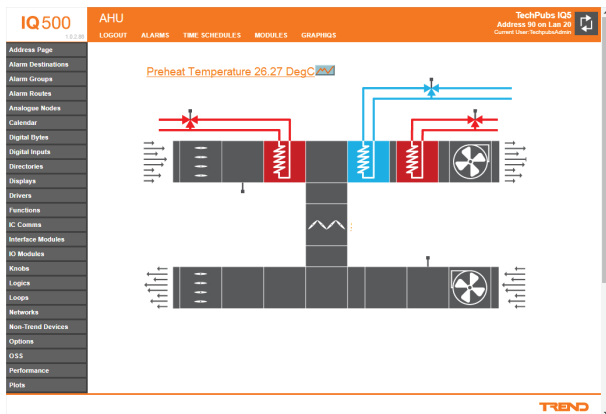 IQ500
1.0.2.86
AHU
LOGOUT ALARMS TIME SCHEDULES MODULES GRAPHIQS
TechPubs IQ5
Address 90 on Lan 20
Current User:TechpubsAdmin
Address Page
Alarm Destinations
Alarm Groups
Alarm Routes
Analogue Nodes
Calendar
Digital Bytes
Digital Inputs
Directories
Displays
Drivers
Functions
IC Comms
Interface Modules
IO Modules
Knobs
Logics
Loops
Networks
Non-Trend Devices
Options
OSS
Performance
Plots
Preheat Temperature 26.27 DegC
TREND